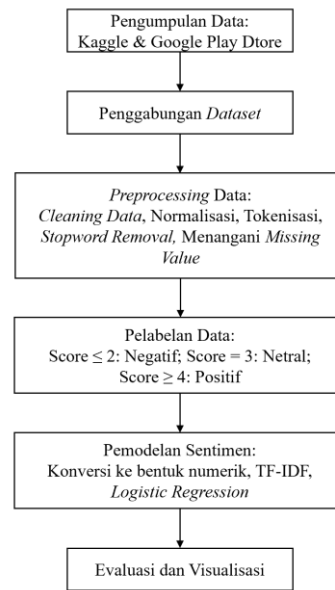 Pengumpulan Data:
Kaggle & Google Play Dtore
Penggabungan Dataset
Preprocessing Data:
Cleaning Data, Normalisasi, Tokenisasi,
Stopword Removal, Menangani Missing
Value
Pelabelan Data:
Score ≤ 2: Negatif; Score = 3: Netral;
Score ≥ 4: Positif
Pemodelan Sentimen:
Konversi ke bentuk numerik, TF-IDF,
Logistic Regression
Evaluasi dan Visualisasi